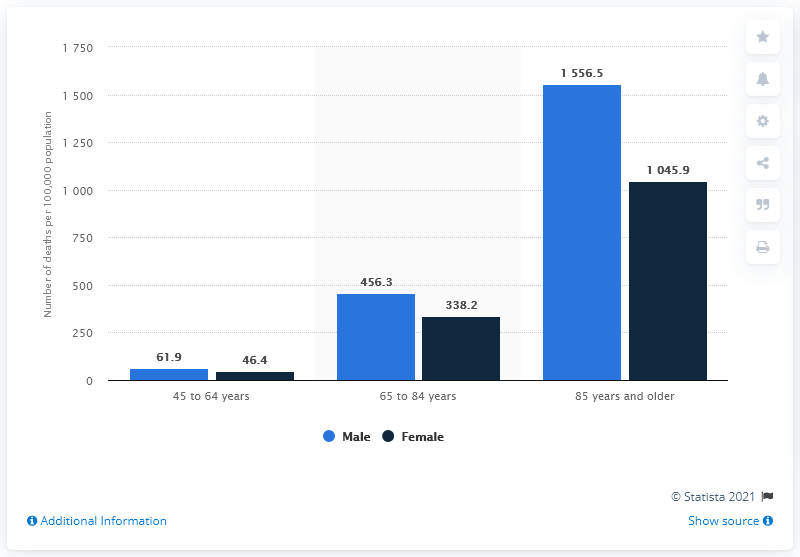 Number of deaths per 100,000 population
1 750
1 500
1 250
1 000
750
500
250
0
61.9
46.4
456.3
338.2
1 556.5
1 045.9
45 to 64 years
65 to 84 years
85 years and older
Male Female
© Statista 2021
Additional Information
Show source